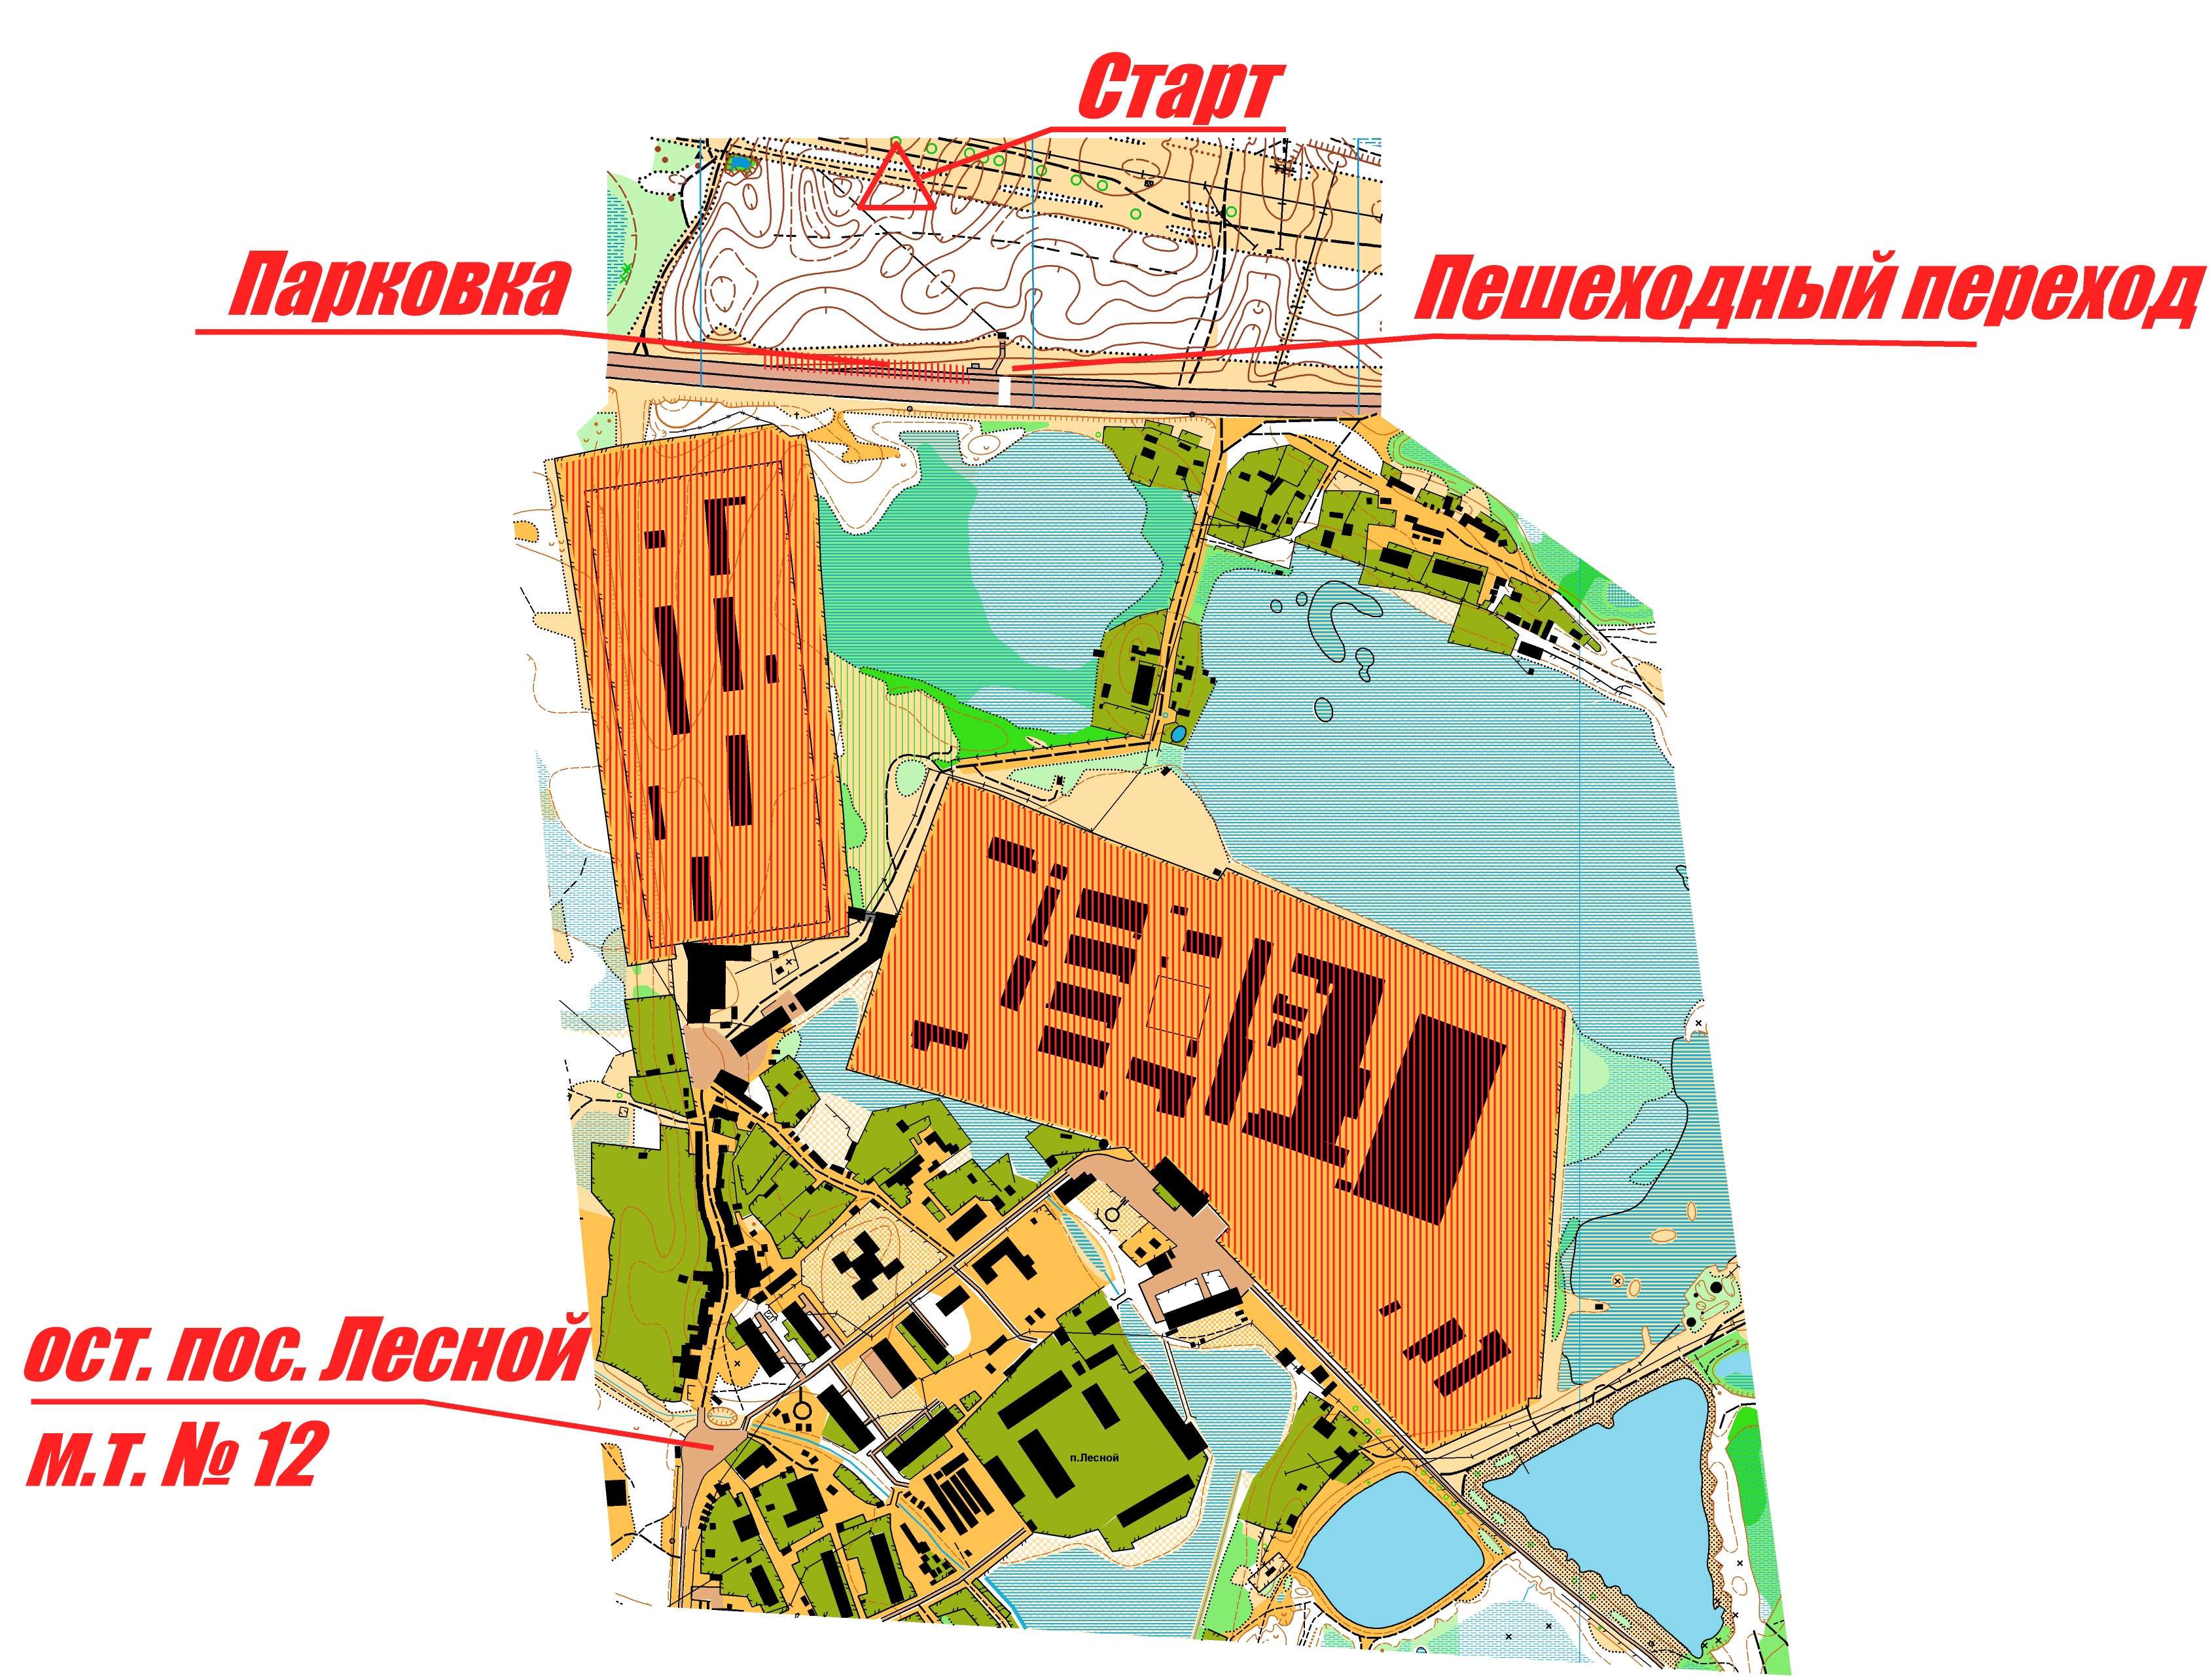 Старт
Парковка
Пешеходный переход
ост. пос. Лесной
м.т. № 12
п.Лесной